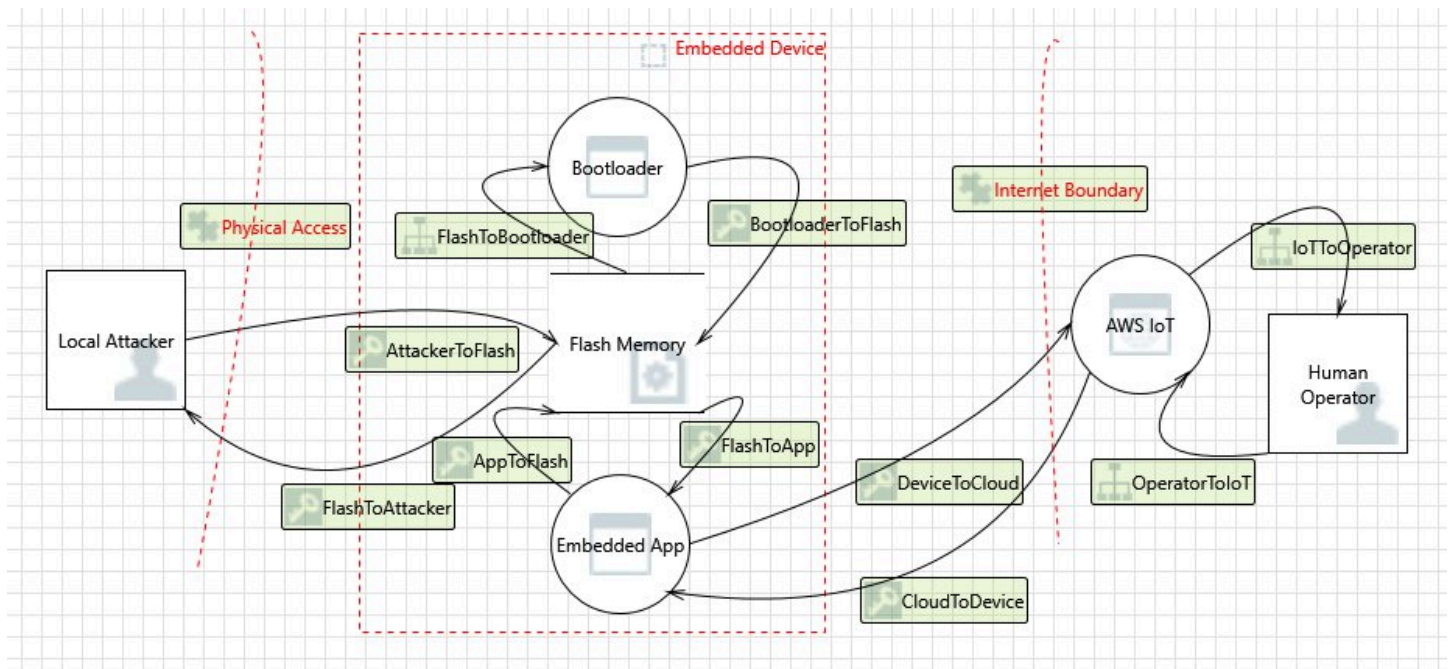 Embedded Device
Bootloader
Internet Boundary
Physical Access
FlashToBootloader
BootloaderToFlash
IoTToOperator
Local Attacker
AttackerToFlash
Flash Memory
AWS IoT
Human
Operator
AppToFlash
FlashToApp
DeviceToCloud
OperatorToIoT
FlashToAttacker
Embedded App
CloudToDevice